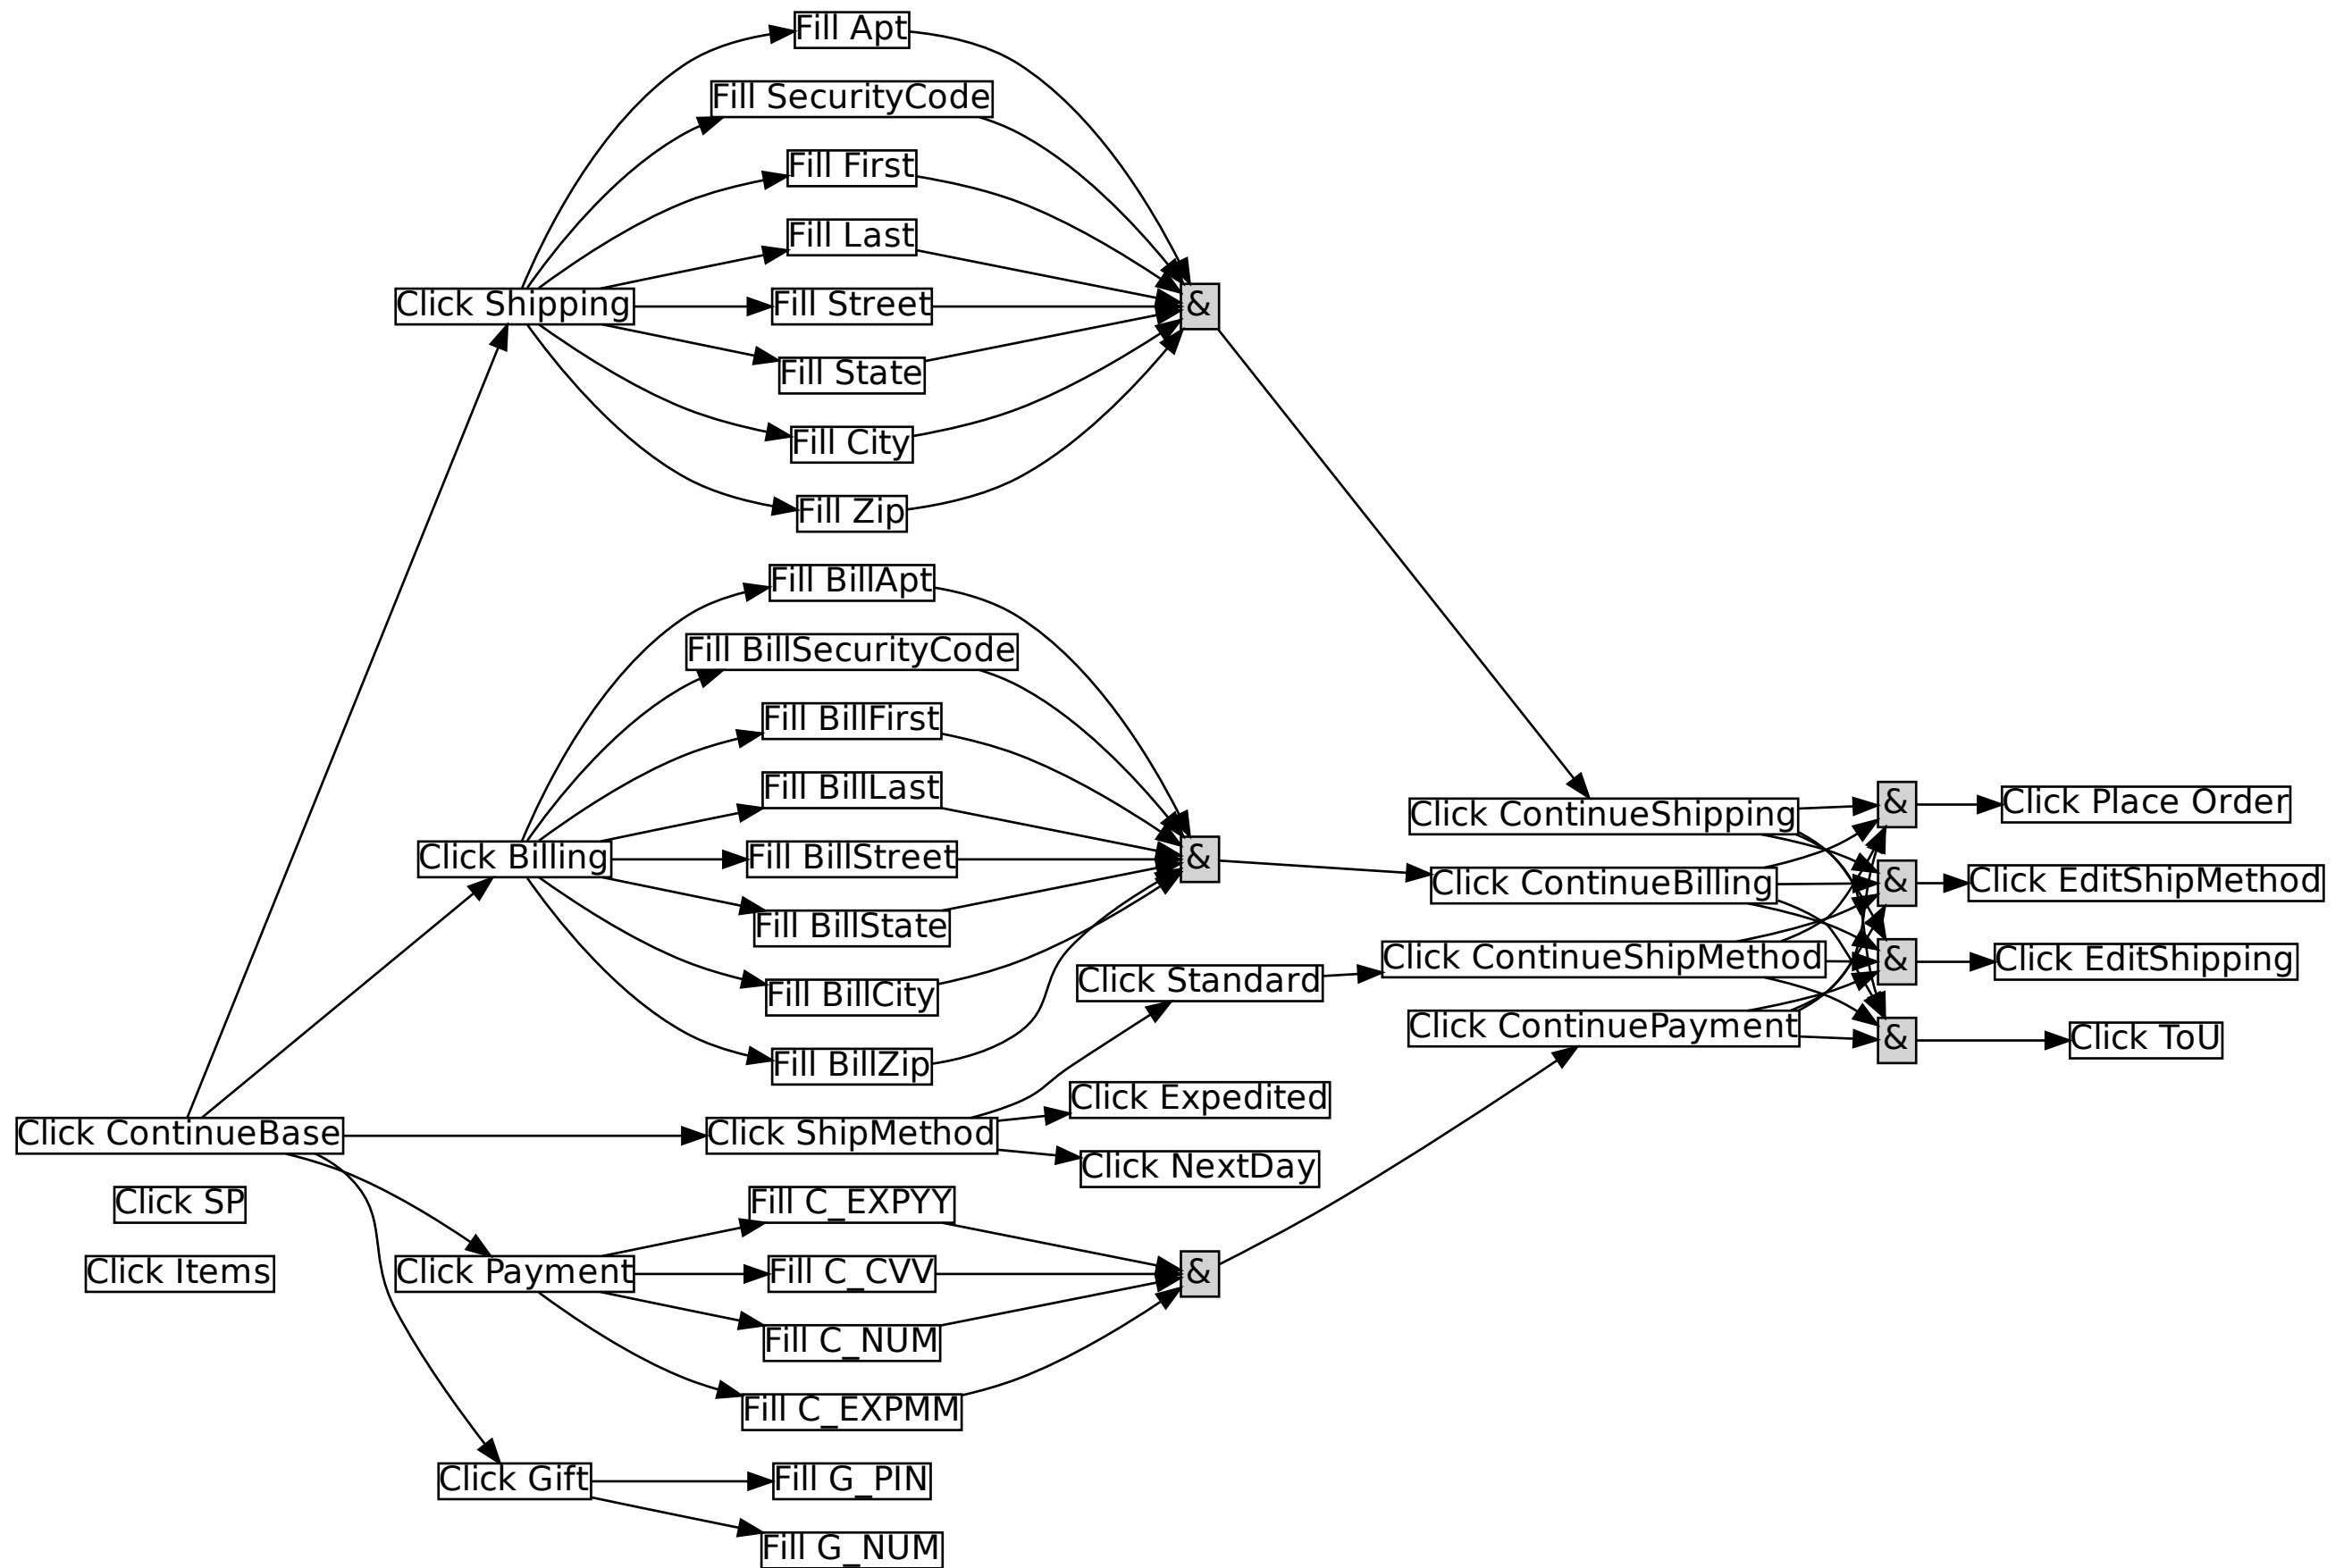 Fill Apt
Fill SecurityCode
Fill First
Fill Last
Click Shipping
Fill Street
&
Fill State
Fill City
Fill Zip
Fill BillApt
Fill BillSecurityCode
Fill BillFirst
Fill BillLast
Click Billing
Fill BillStreet
&
Fill BillState
Fill BillCity
Fill BillZip
Click ContinueShipping
Click ContinueBilling
Click ContinueShipMethod
Click ContinuePayment
&
Click Place Order
&
Click EditShipMethod
&
Click EditShipping
&
Click ToU
Click Standard
Click Expedited
Click NextDay
Click ContinueBase
Click ShipMethod
Click SP
Click Items
Fill C_EXPYY
Click Payment
Fill C_CVV
&
Fill C_NUM
Fill C_EXPMM
Click Gift
Fill G_PIN
Fill G_NUM